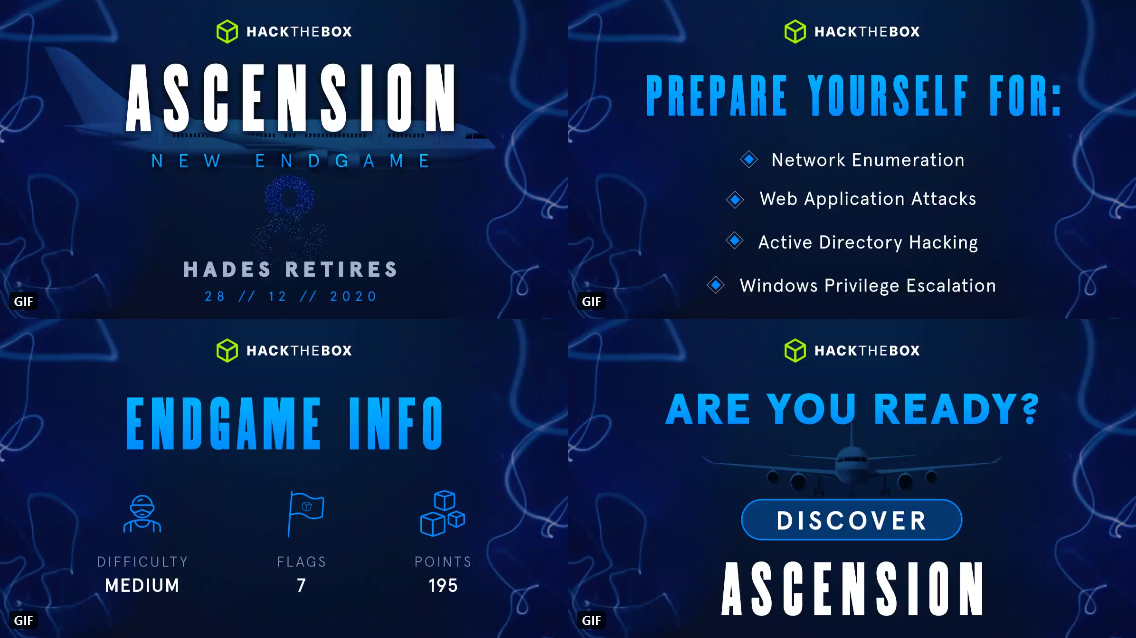 HACKTHEBOX
ASCENSION
NEW ENDGAME
HADES RETIRES
28 // 12 // 2020
GIF
HACKTHEBOX
PREPARE YOURSELF FOR:
Network Enumeration
Web Application Attacks
Active Directory Hacking
Windows Privilege Escalation
GIF
HACKTHEBOX
ENDGAME INFO
DIFFICULTY FLAGS POINTS
MEDIUM 7 195
GIF
HACKTHEBOX
ARE YOU READY?
DISCOVER
ASCENSION
GIF